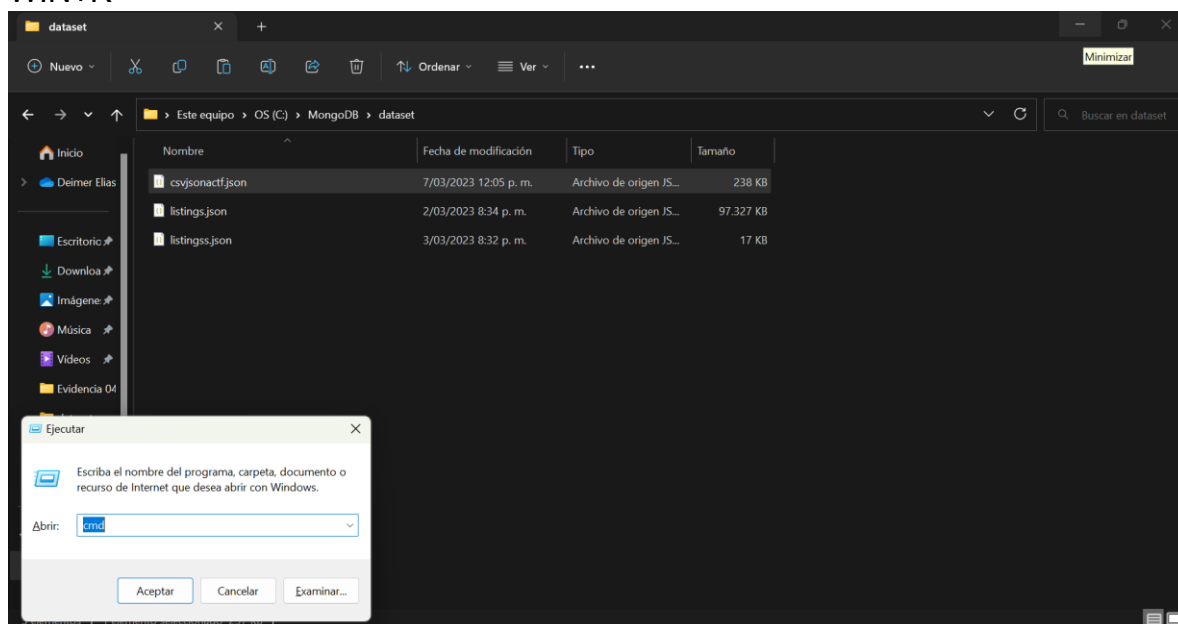 WIN+R
dataset
Nuevo
Ordenar
Ver
Minimizar
Este equipo > OS (C:) > MongoDB > dataset
Buscar en dataset
Nombre
Fecha de modificación
Tipo
Tamaño
Inicio
Deimer Elias
csvjsonactf.json 7/03/2023 12:05 p. m. Archivo de origen JS... 238 KB
listings.json 2/03/2023 8:34 p. m. Archivo de origen JS... 97.327 KB
listingss.json 3/03/2023 8:32 p. m. Archivo de origen JS... 17 KB
Escritoric
Downloa
Imágene:
Música
Vídeos
Evidencia 04
Ejecutar
Escriba el nombre del programa, carpeta, documento o
recurso de Internet que desea abrir con Windows.
Abrir: cmd
Aceptar Cancelar Examinar...